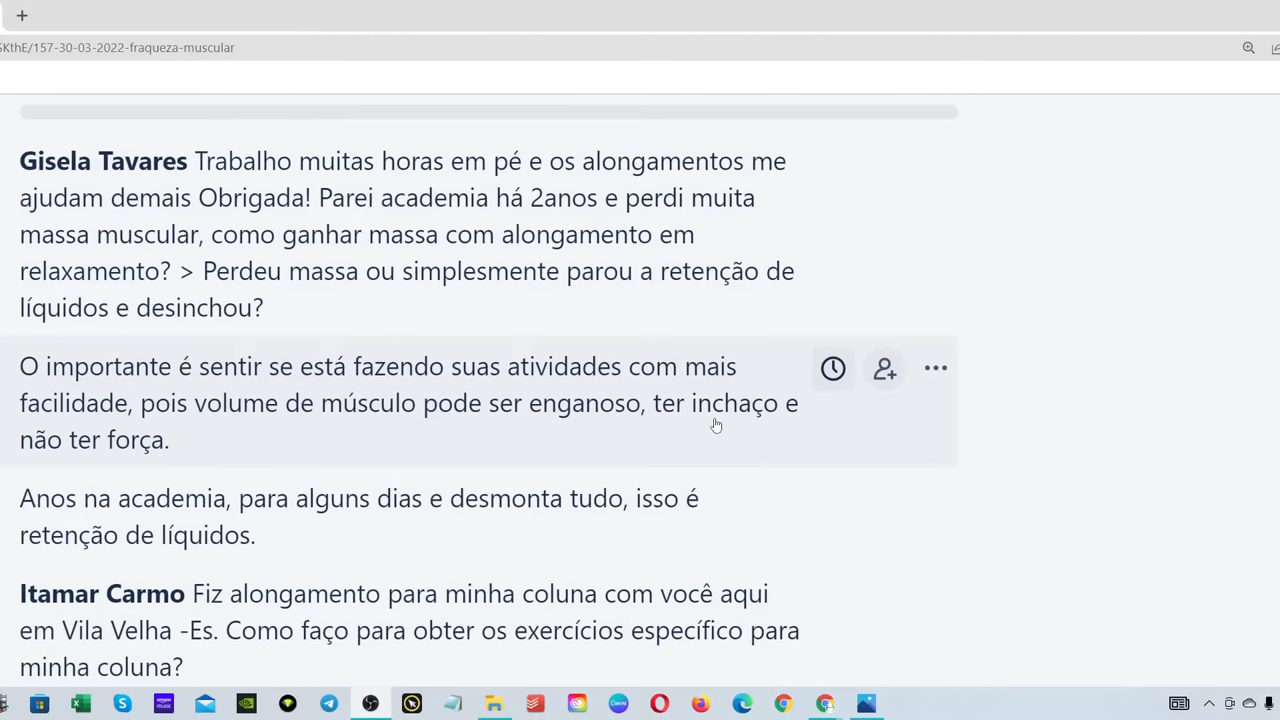 SKthE/157-30-03-2022-fraqueza-muscular
Gisela Tavares Trabalho muitas horas em pé e os alongamentos me
ajudam demais Obrigada! Parei academia há 2anos e perdi muita
massa muscular, como ganhar massa com alongamento em
relaxamento? > Perdeu massa ou simplesmente parou a retenção de
líquidos e desinchou?
O importante é sentir se está fazendo suas atividades com mais
facilidade, pois volume de músculo pode ser enganoso, ter inchaço e
não ter força.
Anos na academia, para alguns dias e desmonta tudo, isso é
retenção de líquidos.
Itamar Carmo Fiz alongamento para minha coluna com você aqui
em Vila Velha -Es. Como faço para obter os exercícios específico para
minha coluna?